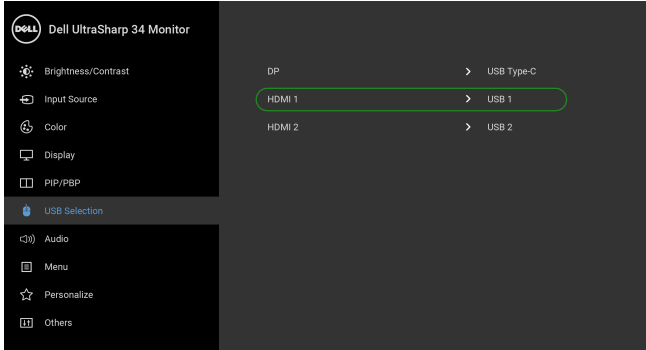 DELL Dell UltraSharp 34 Monitor
Brightness/Contrast
Input Source
Color
Display
PIP/PBP
USB Selection
Audio
Menu
Personalize
Others
DP > USB Type-C
HDMI 1 > USB 1
HDMI 2 > USB 2